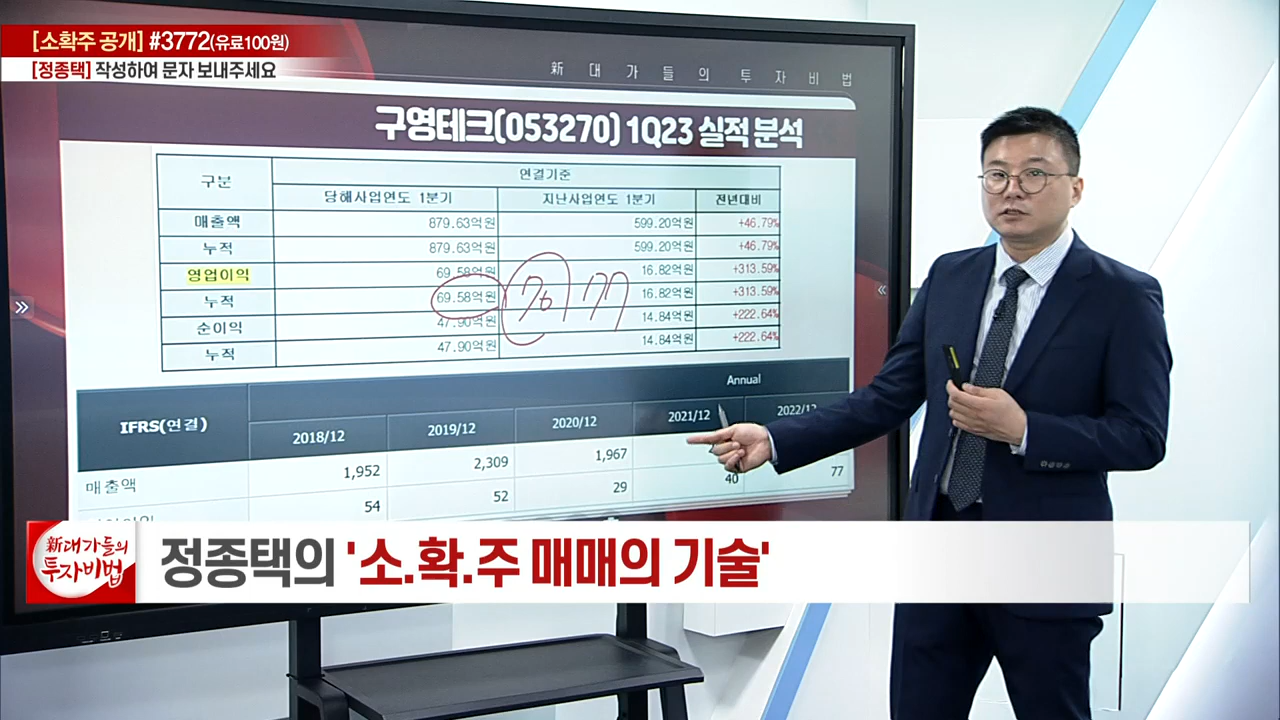 [소확주 공개] #3772(유료100원)
[정종택] 작성하여 문자 보내주세요
新 대가들의 투자비법
구영테크(053270) 1Q23 실적 분석
구분 연결기준
당해사업연도 1분기 지난사업연도 1분기 전년대비
매출액 879.63억원 599.20억원 +46.79%
누적 879.63억원 599.20억원 +46.79%
영업이익 69.58억원 16.82억원 +313.59%
누적 69.58억원 16.82억원 +313.59%
76 77
순이익 47.90억원 14.84억원 +222.64%
누적 47.90억원 14.84억원 +222.64%
IFRS(연결) Annual
2018/12 2019/12 2020/12 2021/12 2022/12
매출액 1,952 2,309 1,967
54 52 29 40 77
新대가들의
투자비법
정종택의 '소.확.주 매매의 기술'